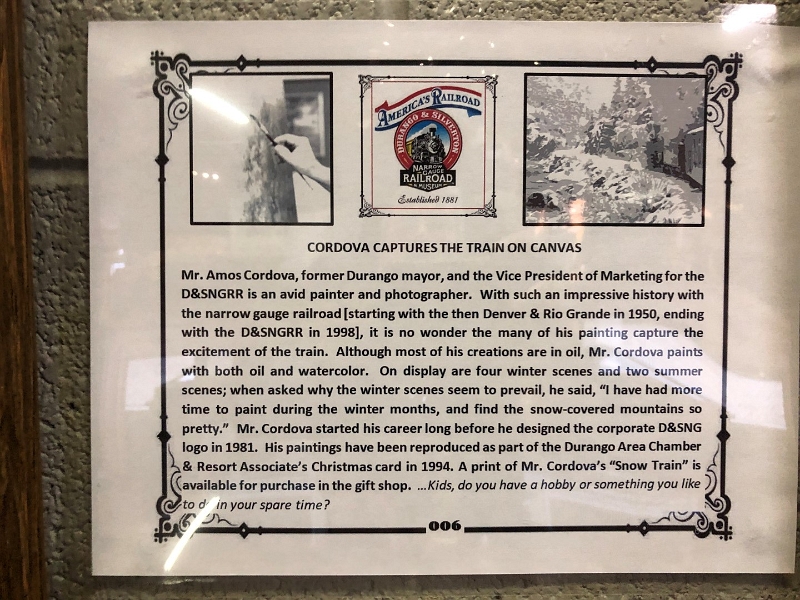 AMERICA'S RAILROAD
DURANGO & SILVERTON
NARROW
GAUGE
RAILROAD
& MUSEUM
Established 1881
CORDOVA CAPTURES THE TRAIN ON CANVAS
Mr. Amos Cordova, former Durango mayor, and the Vice President of Marketing for the
D&SNGRR is an avid painter and photographer. With such an impressive history with
the narrow gauge railroad [starting with the then Denver & Rio Grande in 1950, ending
with the D&SNGRR in 1998], it is no wonder the many of his painting capture the
excitement of the train. Although most of his creations are in oil, Mr. Cordova paints
with both oil and watercolor. On display are four winter scenes and two summer
scenes; when asked why the winter scenes seem to prevail, he said, “I have had more
time to paint during the winter months, and find the snow-covered mountains so
pretty.” Mr. Cordova started his career long before he designed the corporate D&SNG
logo in 1981. His paintings have been reproduced as part of the Durango Area Chamber
& Resort Associate's Christmas card in 1994. A print of Mr. Cordova's “Snow Train” is
available for purchase in the gift shop. ...Kids, do you have a hobby or something you like
to do in your spare time?
006